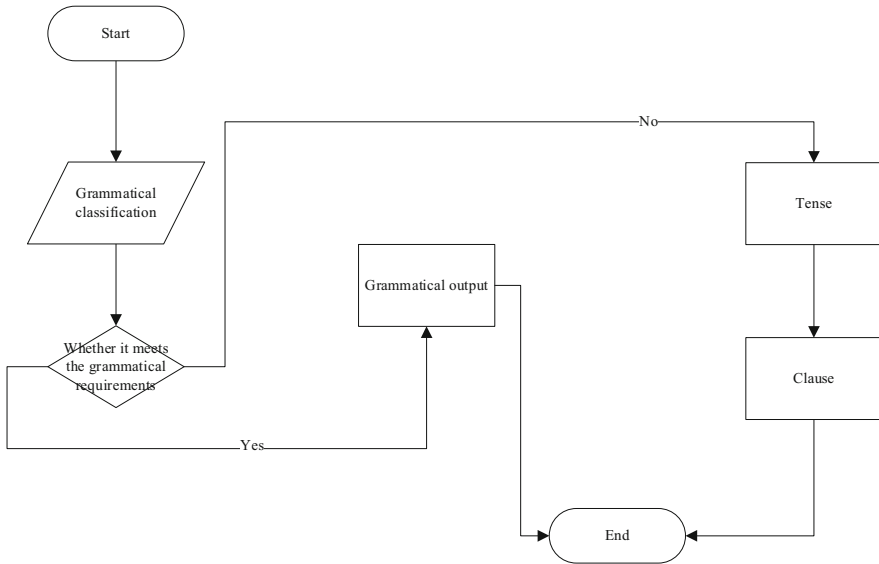 Start
No
Grammatical
classification
Tense
Grammatical output
Whether it meets
the grammatical
requirements
Clause
Yes
End